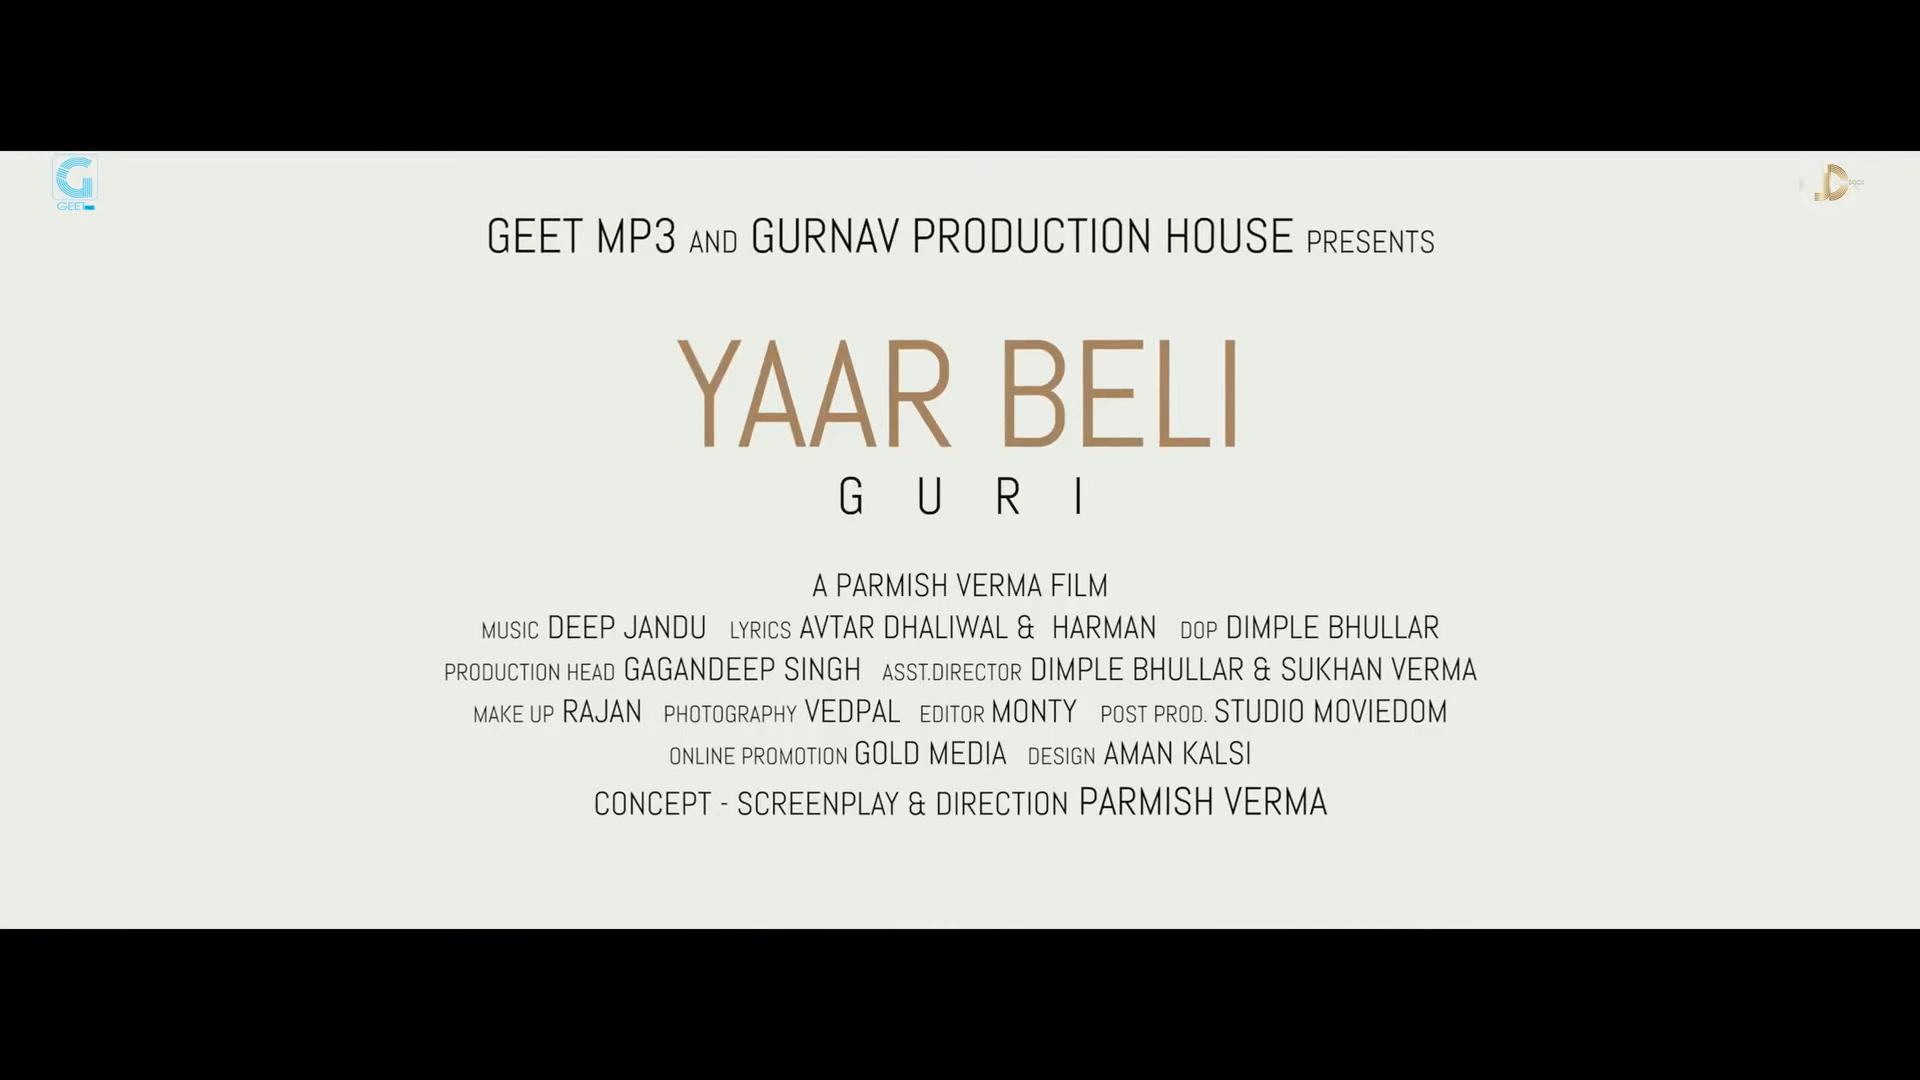 GEET
GEET MP3 AND GURNAV PRODUCTION HOUSE PRESENTS
YAAR BELI
GURI
A PARMISH VERMA FILM
MUSIC DEEP JANDU LYRICS AVTAR DHALIWAL & HARMAN DOP DIMPLE BHULLAR
PRODUCTION HEAD GAGANDEEP SINGH ASST.DIRECTOR DIMPLE BHULLAR & SUKHAN VERMA
MAKE UP RAJAN PHOTOGRAPHY VEDPAL EDITOR MONTY POST PROD. STUDIO MOVIEDOM
ONLINE PROMOTION GOLD MEDIA DESIGN AMAN KALSI
CONCEPT - SCREENPLAY & DIRECTION PARMISH VERMA